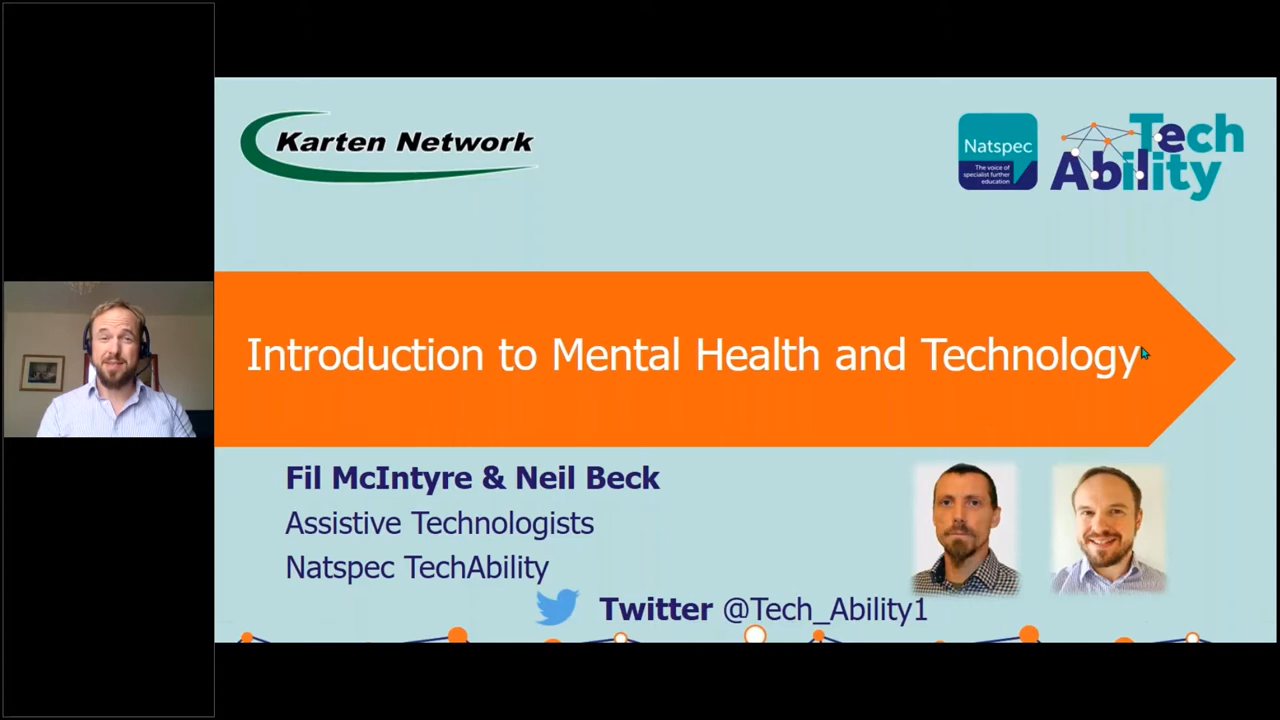 Karten Network
Natspec
The voice of
specialist further
education
Tech
Ability
Introduction to Mental Health and Technology
Fil McIntyre & Neil Beck
Assistive Technologists
Natspec TechAbility
Twitter @Tech_Ability1